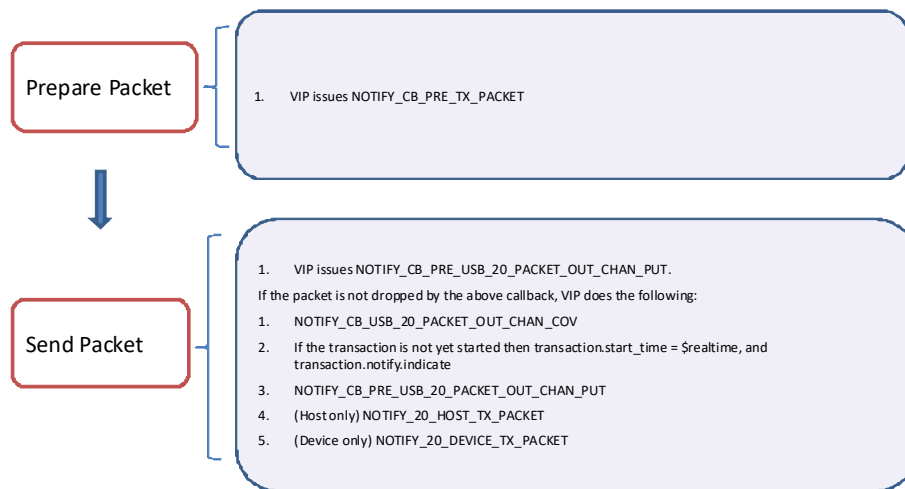 Prepare Packet
1. VIP issues NOTIFY_CB_PRE_TX_PACKET
Send Packet
1. VIP issues NOTIFY_CB_PRE_USB_20_PACKET_OUT_CHAN_PUT.
If the packet is not dropped by the above callback, VIP does the following:
1. NOTIFY_CB_USB_20_PACKET_OUT_CHAN_COV
2. If the transaction is not yet started then transaction.start_time = $realtime, and
transaction.notify.indicate
3. NOTIFY_CB_PRE_USB_20_PACKET_OUT_CHAN_PUT
4. (Host only) NOTIFY_20_HOST_TX_PACKET
5. (Device only) NOTIFY_20_DEVICE_TX_PACKET